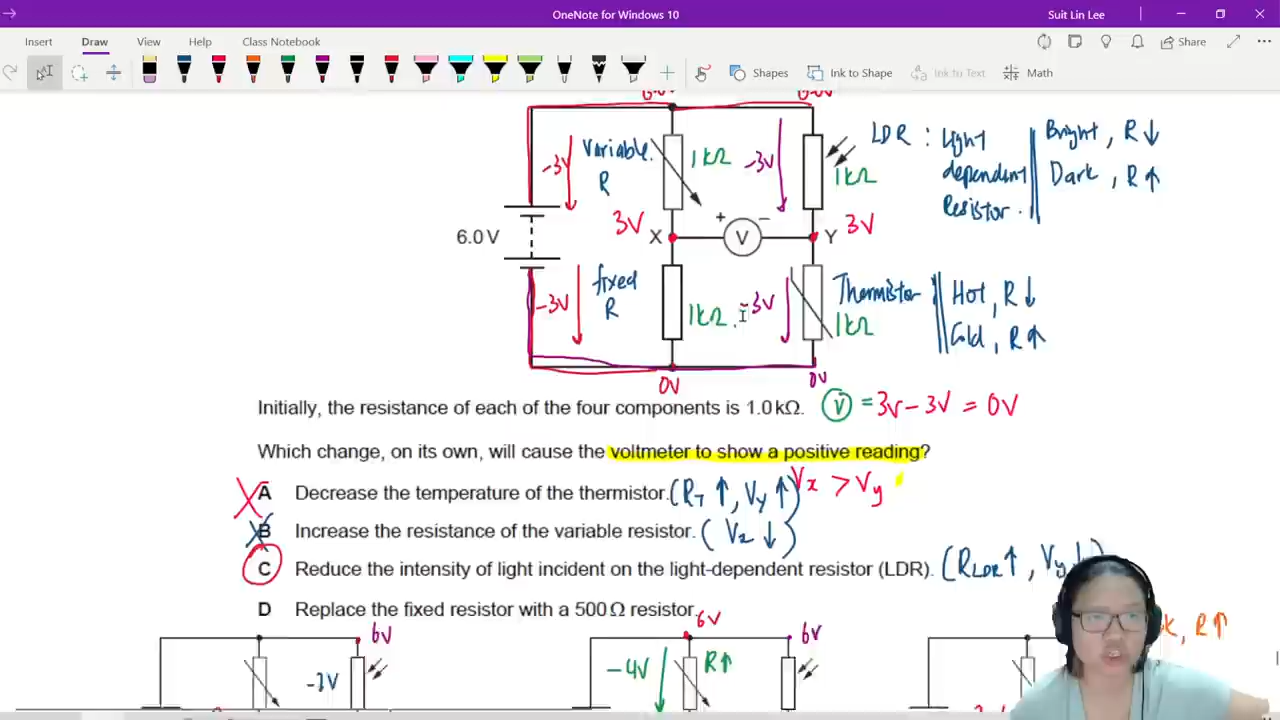 OneNote for Windows 10
Suit Lin Lee
Insert Draw View Help Class Notebook
Share
Shapes Ink to Shape Ink to Text Math
6.0V 6.0V
-3V Variable R 1kΩ -3V 1kΩ
LDR : Light dependent Resistor.
Bright, R↓
Dark, R↑
6.0 V 3V X + V − Y 3V
-3V fixed R 1kΩ. -3V 1kΩ
Thermistor
Hot, R↓
Cold, R↑
0V 0V
Initially, the resistance of each of the four components is 1.0 kΩ. V = 3V - 3V = 0V
Which change, on its own, will cause the voltmeter to show a positive reading?
Vx > Vy
A Decrease the temperature of the thermistor. (RT ↑, Vy ↑)
B Increase the resistance of the variable resistor. (Vx ↓)
C Reduce the intensity of light incident on the light-dependent resistor (LDR). (RLDR ↑, Vy ↓)
D Replace the fixed resistor with a 500 Ω resistor.
6V 6V 6V
-3V -4V R↑ R↑